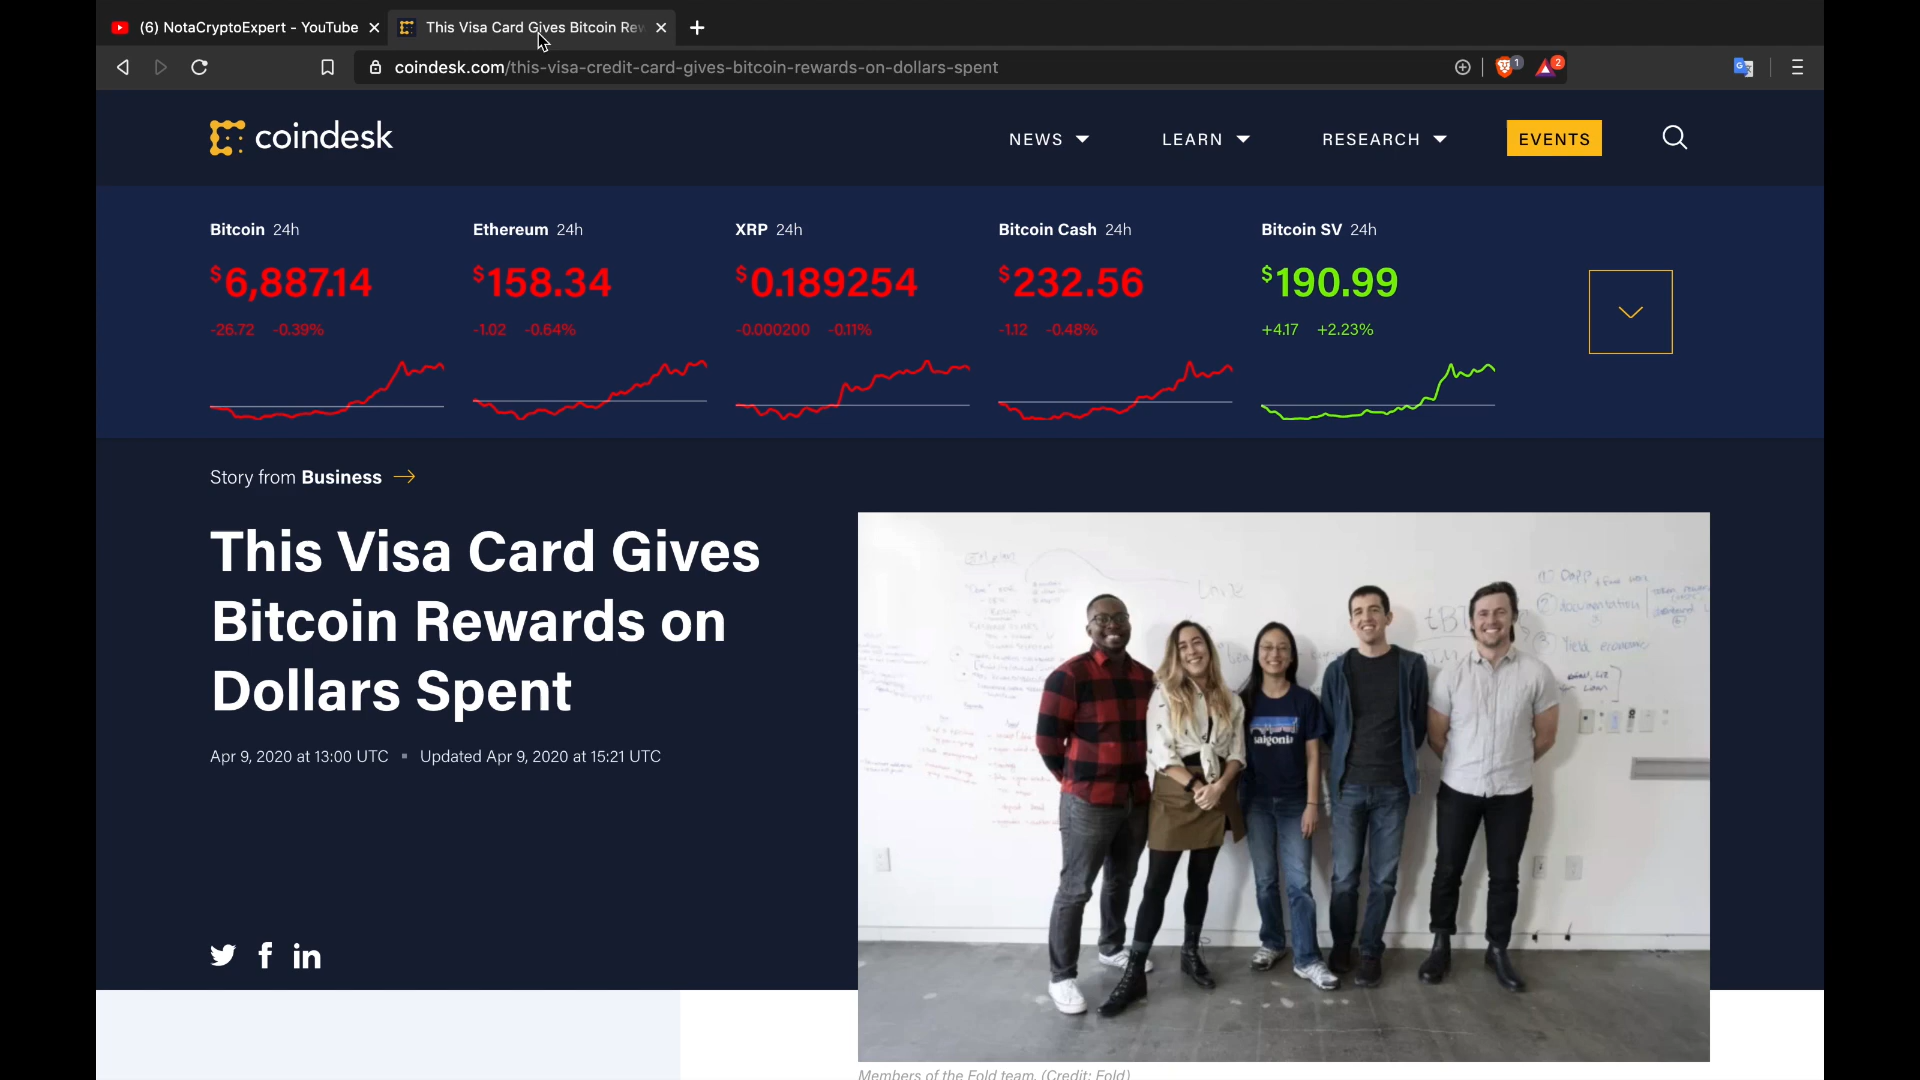 (6) NotaCryptoExpert - YouTube
This Visa Card Gives Bitcoin Rew
coindesk.com/this-visa-credit-card-gives-bitcoin-rewards-on-dollars-spent
1
2
coindesk
NEWS
LEARN
RESEARCH
EVENTS
Bitcoin 24h
$6,887.14
-26.72 -0.39%
Ethereum 24h
$158.34
-1.02 -0.64%
XRP 24h
$0.189254
-0.000200 -0.11%
Bitcoin Cash 24h
$232.56
-1.12 -0.48%
Bitcoin SV 24h
$190.99
+4.17 +2.23%
Story from Business
This Visa Card Gives
Bitcoin Rewards on
Dollars Spent
Apr 9, 2020 at 13:00 UTC ▪ Updated Apr 9, 2020 at 15:21 UTC
Members of the Fold team. (Credit: Fold)